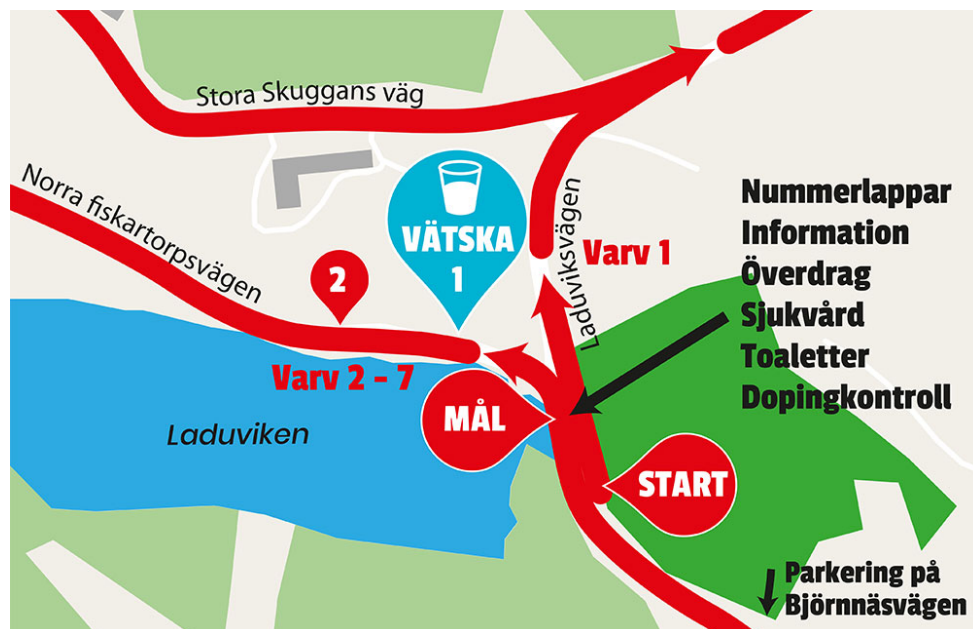 Stora Skuggans väg
Norra fiskartorpsvägen
VÄTSKA
1
2
Laduviksvägen
Varv 1
Nummerlappar
Information
Överdrag
Sjukvård
Toaletter
Dopingkontroll
Varv 2 – 7
MÅL
Laduviken
START
Parkering på
Björnnäsvägen